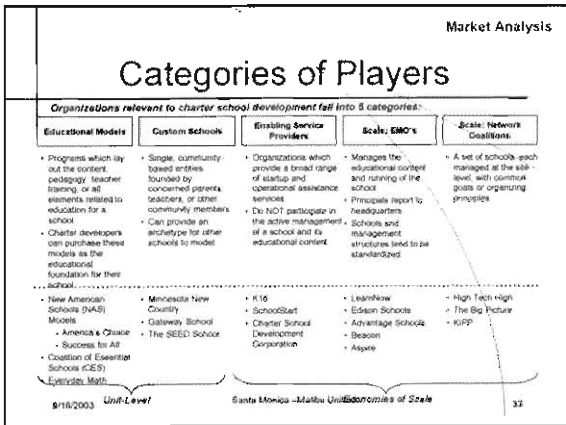 Market Analysis
Categories of Players
Organizations relevant to charter school development fall into 5 categories:
Educational Models
• Programs which lay
out the content,
pedagogy, teacher
training, or all
elements related to
education for a
school
• Charter developers
can purchase these
models as the
educational
foundation for their
school
• New American
Schools (NAS)
Models
- America's Choice
- Success for All
• Coalition of Essential
Schools (CES)
• Everyday Math
Custom Schools
• Single, community-
based entities
founded by
concerned parents,
teachers, or other
community members
• Can provide an
archetype for other
schools to model
• Minnesota New
Country
• Gateway School
• The SEED School
Enabling Service
Providers
• Organizations which
provide a broad range
of startup and
operational assistance
services
• Do NOT participate in
the active management
of a school and its
educational content
• K16
• SchoolStart
• Charter School
Development
Corporation
Scale: EMO's
• Manages the
educational content
and running of the
school
• Principals report to
headquarters
• Schools and
management
structures tend to be
standardized
• LearnNow
• Edison Schools
• Advantage Schools
• Beacon
• Aspire
Scale: Network
Coalitions
• A set of schools, each
managed at the site-
level, with common
goals or organizing
principles
• High Tech High
• The Big Picture
• KIPP
Unit-Level
Economies of Scale
9/16/2003
Santa Monica –Malibu Unified
33